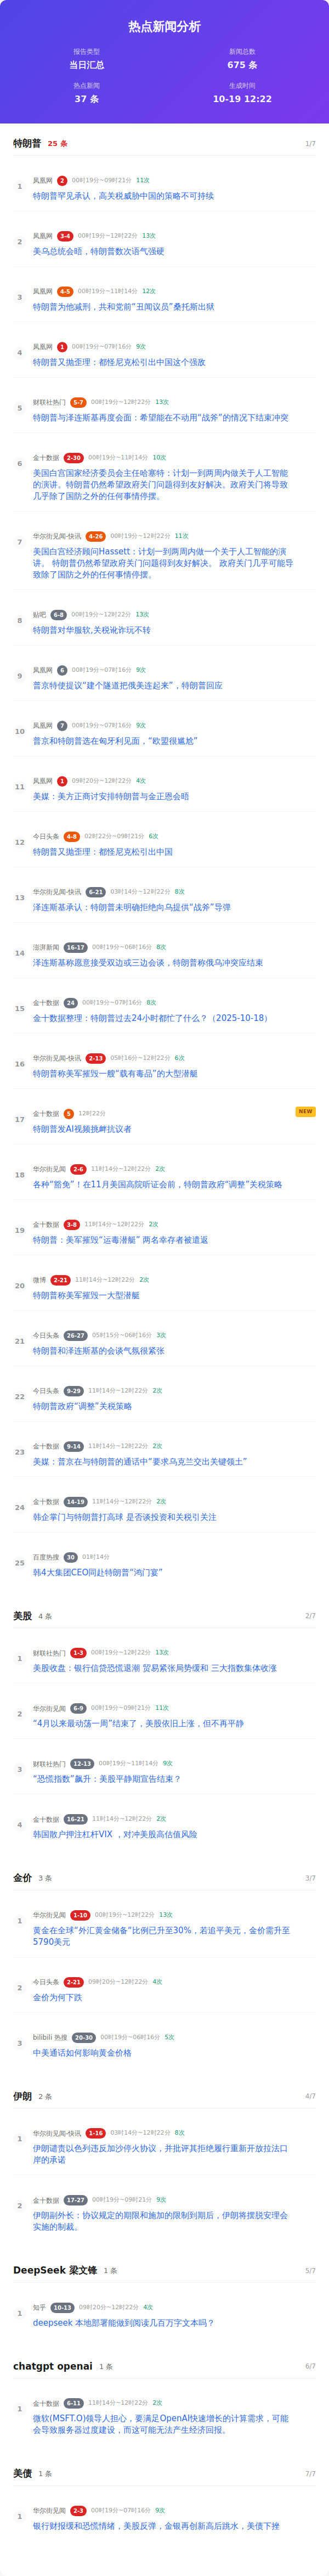 热点新闻分析
报告类型
当日汇总
新闻总数
675 条
热点新闻
37 条
生成时间
10-19 12:22
特朗普 25 条 1/7
1
凤凰网 2 00时19分~09时21分 11次
特朗普罕见承认，高关税威胁中国的策略不可持续
2
凤凰网 3-4 00时19分~12时22分 13次
美乌总统会晤，特朗普数次语气强硬
3
凤凰网 4-5 00时19分~11时14分 12次
特朗普为他减刑，共和党前“丑闻议员”桑托斯出狱
4
凤凰网 1 00时19分~07时16分 9次
特朗普又抛歪理：都怪尼克松引出中国这个强敌
5
财联社热门 5-7 00时19分~12时22分 13次
特朗普与泽连斯基再度会面：希望能在不动用“战斧”的情况下结束冲突
6
金十数据 2-30 00时19分~11时14分 10次
美国白宫国家经济委员会主任哈塞特：计划一到两周内做关于人工智能
的演讲。特朗普仍然希望政府关门问题得到友好解决。政府关门将导致
几乎除了国防之外的任何事情停摆。
7
华尔街见闻-快讯 4-26 00时19分~12时22分 11次
美国白宫经济顾问Hassett：计划一到两周内做一个关于人工智能的演
讲。 特朗普仍然希望政府关门问题得到友好解决。 政府关门几乎可能导
致除了国防之外的任何事情停摆。
8
贴吧 6-8 00时19分~12时22分 13次
特朗普对华服软,关税讹诈玩不转
9
凤凰网 6 00时19分~07时16分 9次
普京特使提议“建个隧道把俄美连起来”，特朗普回应
10
凤凰网 7 00时19分~07时16分 9次
普京和特朗普选在匈牙利见面，“欧盟很尴尬”
11
凤凰网 1 09时20分~12时22分 4次
美媒：美方正商讨安排特朗普与金正恩会晤
12
今日头条 4-8 02时22分~09时21分 6次
特朗普又抛歪理：都怪尼克松引出中国
13
华尔街见闻-快讯 6-21 03时14分~12时22分 8次
泽连斯基承认：特朗普未明确拒绝向乌提供“战斧”导弹
14
澎湃新闻 16-17 00时19分~06时16分 8次
泽连斯基称愿意接受双边或三边会谈，特朗普称俄乌冲突应结束
15
金十数据 24 00时19分~07时16分 8次
金十数据整理：特朗普过去24小时都忙了什么？（2025-10-18）
16
华尔街见闻-快讯 2-13 05时16分~12时22分 6次
特朗普称美军摧毁一艘“载有毒品”的大型潜艇
17
金十数据 5 12时22分 NEW
特朗普发AI视频挑衅抗议者
18
华尔街见闻 2-6 11时14分~12时22分 2次
各种“豁免”！在11月美国高院听证会前，特朗普政府“调整”关税策略
19
金十数据 3-8 11时14分~12时22分 2次
特朗普：美军摧毁“运毒潜艇” 两名幸存者被遣返
20
微博 2-21 11时14分~12时22分 2次
特朗普称美军摧毁一大型潜艇
21
今日头条 26-27 05时15分~06时16分 3次
特朗普和泽连斯基的会谈气氛很紧张
22
今日头条 9-29 11时14分~12时22分 2次
特朗普政府“调整”关税策略
23
金十数据 9-14 11时14分~12时22分 2次
美媒：普京在与特朗普的通话中“要求乌克兰交出关键领土”
24
金十数据 14-19 11时14分~12时22分 2次
韩企掌门与特朗普打高球 是否谈投资和关税引关注
25
百度热搜 30 01时14分
韩4大集团CEO同赴特朗普“鸿门宴”
美股 4 条 2/7
1
财联社热门 1-3 00时19分~12时22分 13次
美股收盘：银行信贷恐慌退潮 贸易紧张局势缓和 三大指数集体收涨
2
华尔街见闻 6-9 00时19分~09时21分 11次
“4月以来最动荡一周”结束了，美股依旧上涨，但不再平静
3
财联社热门 12-13 00时19分~11时14分 9次
“恐慌指数”飙升：美股平静期宣告结束？
4
金十数据 16-21 11时14分~12时22分 2次
韩国散户押注杠杆VIX ，对冲美股高估值风险
金价 3 条 3/7
1
华尔街见闻 1-10 00时19分~12时22分 13次
黄金在全球“外汇黄金储备”比例已升至30%，若追平美元，金价需升至
5790美元
2
今日头条 2-21 09时20分~12时22分 4次
金价为何下跌
3
bilibili 热搜 20-30 00时19分~06时16分 5次
中美通话如何影响黄金价格
伊朗 2 条 4/7
1
华尔街见闻-快讯 1-16 03时14分~12时22分 8次
伊朗谴责以色列违反加沙停火协议，并批评其拒绝履行重新开放拉法口
岸的承诺
2
金十数据 17-27 00时19分~09时21分 9次
伊朗副外长：协议规定的期限和施加的限制到期后，伊朗将摆脱安理会
实施的制裁。
DeepSeek 梁文锋 1 条 5/7
1
知乎 10-13 09时20分~12时22分 4次
deepseek 本地部署能做到阅读几百万字文本吗？
chatgpt openai 1 条 6/7
1
金十数据 6-11 11时14分~12时22分 2次
微软(MSFT.O)领导人担心，要满足OpenAI快速增长的计算需求，可能
会导致服务器过度建设，而这可能无法产生经济回报。
美债 1 条 7/7
1
华尔街见闻 2-3 00时19分~07时16分 9次
银行财报缓和恐慌情绪，美股反弹，金银再创新高后跳水，美债下挫